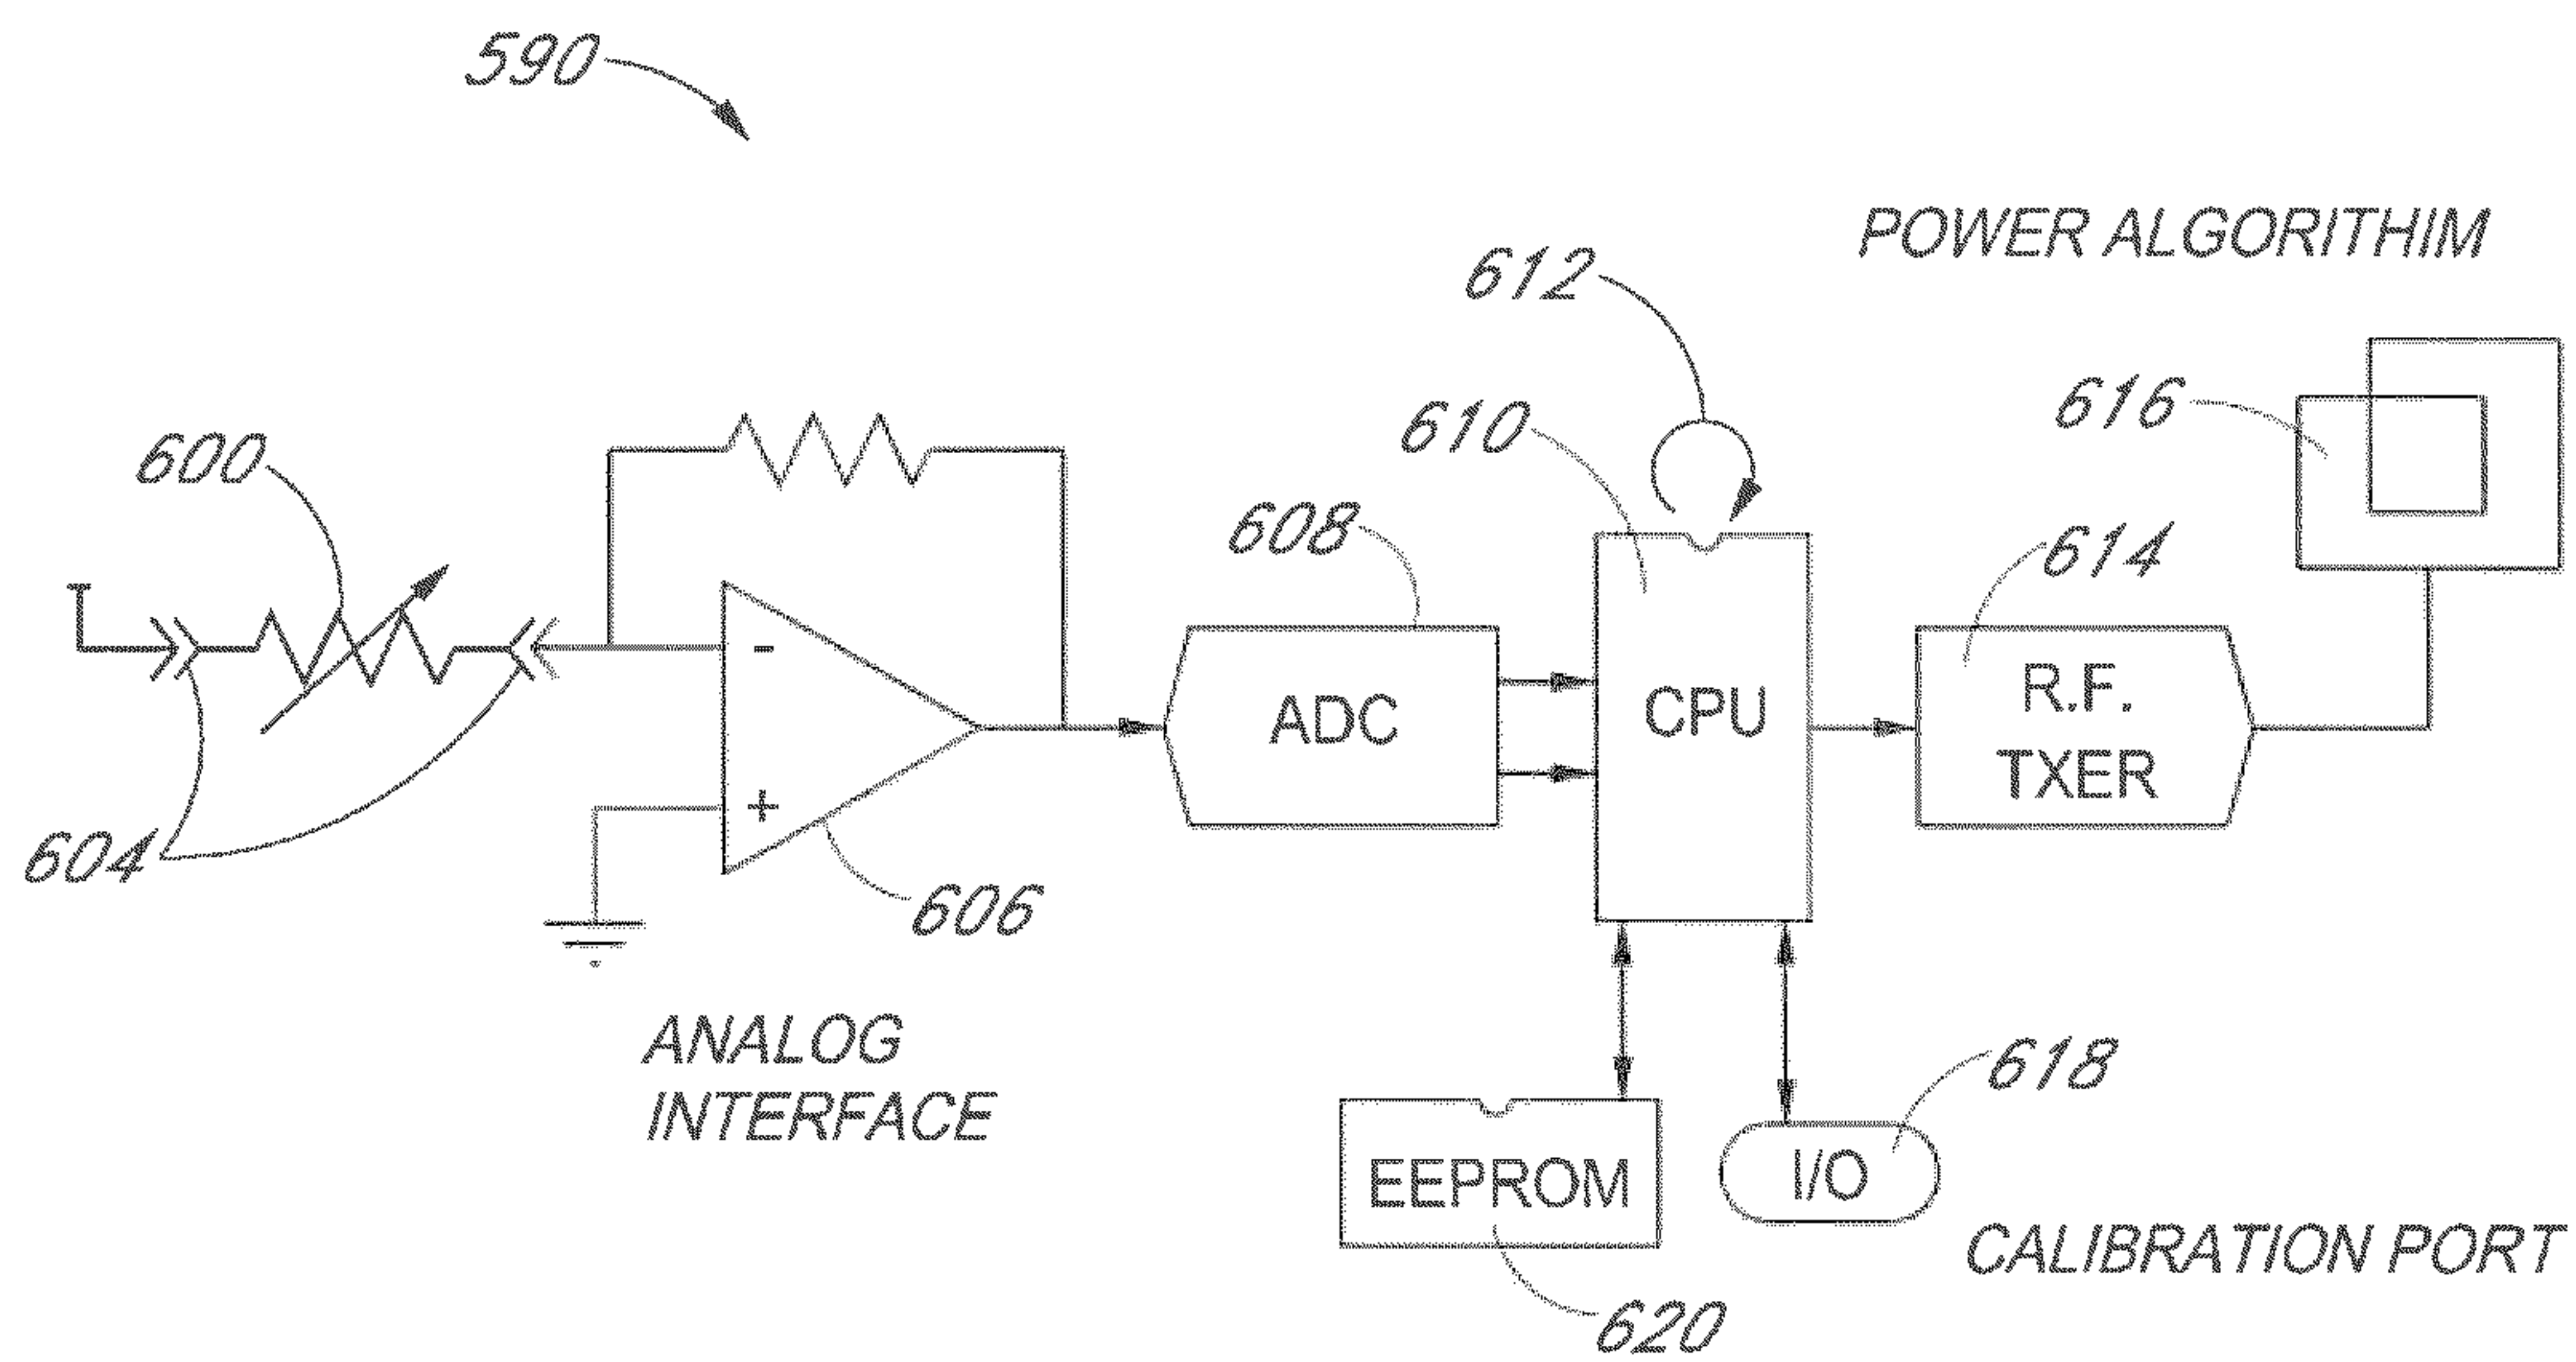 590
POWER ALGORITHIM
612
616
610
600
608
614
-
ADC
CPU
R.F.
TXER
+
604
606
ANALOG
INTERFACE
618
EEPROM
I/O
CALIBRATION PORT
620